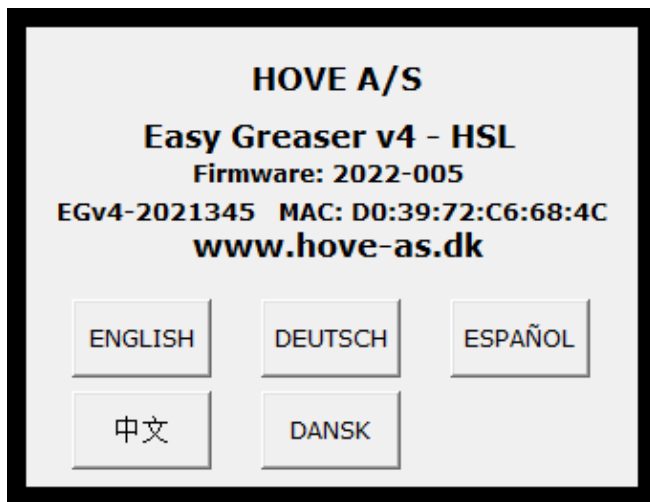 HOVE A/S
Easy Greaser v4 - HSL
Firmware: 2022-005
EGv4-2021345 MAC: D0:39:72:C6:68:4C
www.hove-as.dk
ENGLISH DEUTSCH ESPAÑOL
中文 DANSK